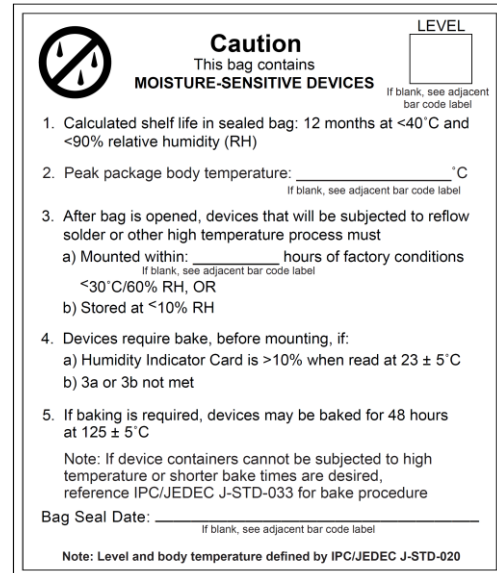 LEVEL
Caution
This bag contains
MOISTURE-SENSITIVE DEVICES
If blank, see adjacent
bar code label
1. Calculated shelf life in sealed bag: 12 months at <40˚C and
<90% relative humidity (RH)
2. Peak package body temperature: ____________________˚C
If blank, see adjacent bar code label
3. After bag is opened, devices that will be subjected to reflow
solder or other high temperature process must
a) Mounted within: ___________ hours of factory conditions
If blank, see adjacent bar code label
<30˚C/60% RH, OR
b) Stored at <10% RH
4. Devices require bake, before mounting, if:
a) Humidity Indicator Card is >10% when read at 23 ± 5˚C
b) 3a or 3b not met
5. If baking is required, devices may be baked for 48 hours
at 125 ± 5˚C
Note: If device containers cannot be subjected to high
temperature or shorter bake times are desired,
reference IPC/JEDEC J-STD-033 for bake procedure
Bag Seal Date: ____________________
If blank, see adjacent bar code label
Note: Level and body temperature defined by IPC/JEDEC J-STD-020